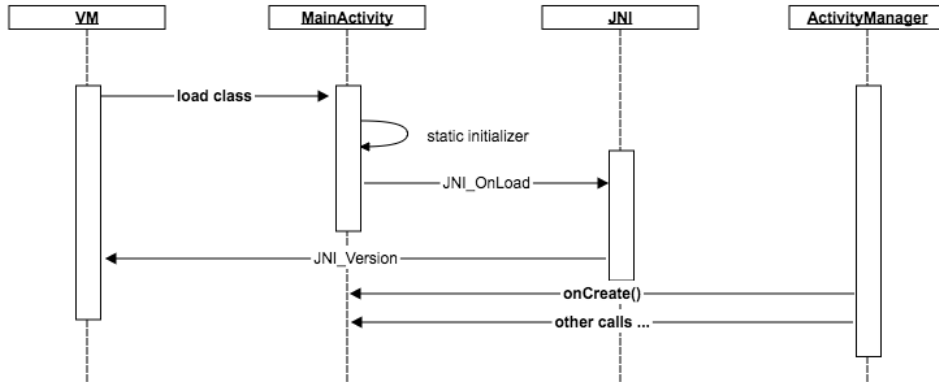 VM
MainActivity
JNI
ActivityManager
load class
static initializer
JNI_OnLoad
JNI_Version
onCreate()
other calls ...